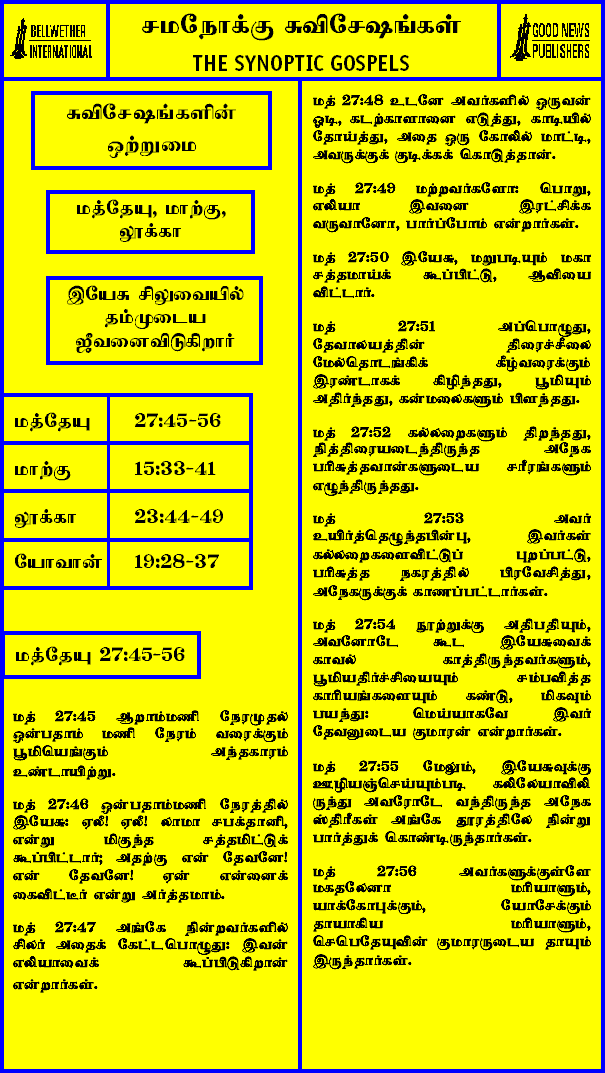 BELLWETHER
INTERNATIONAL
சமநோக்கு சுவிசேஷங்கள்
THE SYNOPTIC GOSPELS
GOOD NEWS
PUBLISHERS
சுவிசேஷங்களின்
ஒற்றுமை
மத்தேயு, மாற்கு,
லூக்கா
இயேசு சிலுவையில்
தம்முடைய
ஜீவனைவிடுகிறார்
மத்தேயு 27:45-56
மாற்கு 15:33-41
லூக்கா 23:44-49
யோவான் 19:28-37
மத்தேயு 27:45-56
மத் 27:45 ஆறாம்மணி நேரமுதல்
ஒன்பதாம் மணி நேரம் வரைக்கும்
பூமியெங்கும் அந்தகாரம்
உண்டாயிற்று.
மத் 27:46 ஒன்பதாம்மணி நேரத்தில்
இயேசு: ஏலீ! ஏலீ! லாமா சபக்தானி,
என்று மிகுந்த சத்தமிட்டுக்
கூப்பிட்டார்; அதற்கு என் தேவனே!
என் தேவனே! ஏன் என்னைக்
கைவிட்டீர் என்று அர்த்தமாம்.
மத் 27:47 அங்கே நின்றவர்களில்
சிலர் அதைக் கேட்டபொழுது: இவன்
எலியாவைக் கூப்பிடுகிறான்
என்றார்கள்.
மத் 27:48 உடனே அவர்களில் ஒருவன்
ஓடி, கடற்காளானை எடுத்து, காடியில்
தோய்த்து, அதை ஒரு கோலில் மாட்டி,
அவருக்குக் குடிக்கக் கொடுத்தான்.
மத் 27:49 மற்றவர்களோ: பொறு,
எலியா இவனை இரட்சிக்க
வருவானோ, பார்ப்போம் என்றார்கள்.
மத் 27:50 இயேசு, மறுபடியும் மகா
சத்தமாய்க் கூப்பிட்டு, ஆவியை
விட்டார்.
மத் 27:51 அப்பொழுது,
தேவாலயத்தின் திரைச்சீலை
மேல்தொடங்கிக் கீழ்வரைக்கும்
இரண்டாகக் கிழிந்தது, பூமியும்
அதிர்ந்தது, கன்மலைகளும் பிளந்தது.
மத் 27:52 கல்லறைகளும் திறந்தது,
நித்திரையடைந்திருந்த அநேக
பரிசுத்தவான்களுடைய சரீரங்களும்
எழுந்திருந்தது.
மத் 27:53 அவர்
உயிர்த்தெழுந்தபின்பு, இவர்கள்
கல்லறைகளைவிட்டுப் புறப்பட்டு,
பரிசுத்த நகரத்தில் பிரவேசித்து,
அநேகருக்குக் காணப்பட்டார்கள்.
மத் 27:54 நூற்றுக்கு அதிபதியும்,
அவனோடே கூட இயேசுவைக்
காவல் காத்திருந்தவர்களும்,
பூமியதிர்ச்சியையும் சம்பவித்த
காரியங்களையும் கண்டு, மிகவும்
பயந்து: மெய்யாகவே இவர்
தேவனுடைய குமாரன் என்றார்கள்.
மத் 27:55 மேலும், இயேசுவுக்கு
ஊழியஞ்செய்யும்படி கலிலேயாவிலி
ருந்து அவரோடே வந்திருந்த அநேக
ஸ்திரீகள் அங்கே தூரத்திலே நின்று
பார்த்துக் கொண்டிருந்தார்கள்.
மத் 27:56 அவர்களுக்குள்ளே
மகதலேனா மரியாளும்,
யாக்கோபுக்கும், யோசேக்கும்
தாயாகிய மரியாளும்,
செபெதேயுவின் குமாரருடைய தாயும்
இருந்தார்கள்.